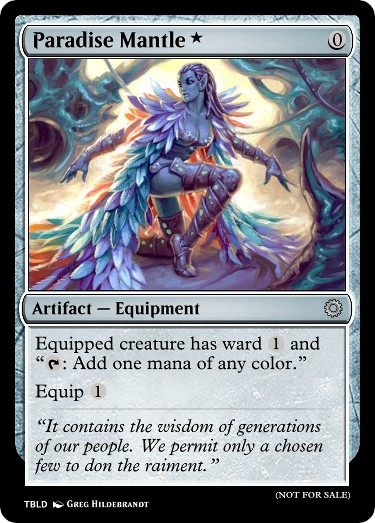 Paradise Mantle ★ 0
Artifact — Equipment
Equipped creature has ward 1 and
“T: Add one mana of any color.”
Equip 1
“It contains the wisdom of generations
of our people. We permit only a chosen
few to don the raiment.”
(NOT FOR SALE)
TBLD Greg Hildebrandt